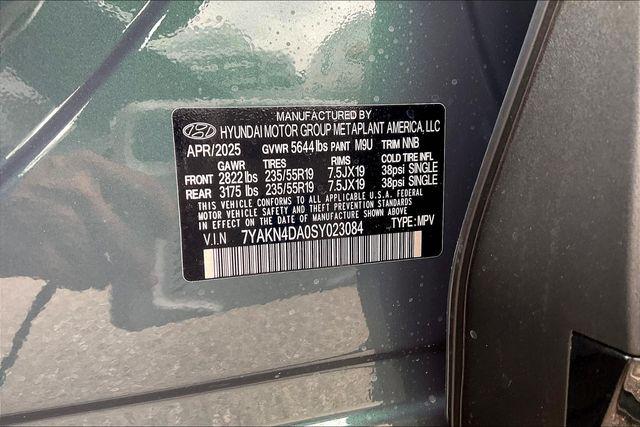 MANUFACTURED BY
HYUNDAI MOTOR GROUP METAPLANT AMERICA, LLC
APR/2025 GVWR 5644 lbs PAINT M9U TRIM NNB
GAWR TIRES RIMS COLD TIRE INFL
FRONT 2822 lbs 235/55R19 7.5JX19 38psi SINGLE
REAR 3175 lbs 235/55R19 7.5JX19 38psi SINGLE
THIS VEHICLE CONFORMS TO ALL APPLICABLE U.S.A. FEDERAL
MOTOR VEHICLE SAFETY AND THEFT PREVENTION STANDARDS
IN EFFECT ON THE DATE OF MANUFACTURE SHOWN ABOVE
V.I.N 7YAKN4DA0SY023084 TYPE: MPV